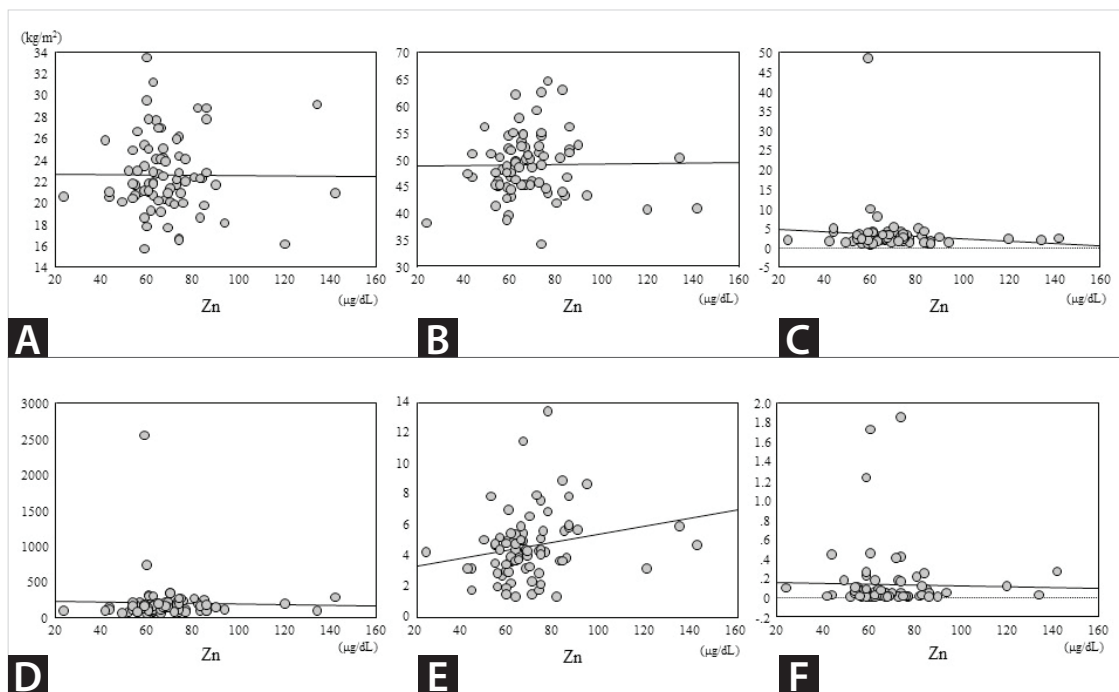 (kg/m²)
34
32
30
28
26
24
22
20
18
16
14
20 40 60 80 100 120 140 160
Zn
(μg/dL)
A
70
65
60
55
50
45
40
35
30
20 40 60 80 100 120 140 160
Zn
(μg/dL)
B
50
45
40
35
30
25
20
15
10
5
0
-5
20 40 60 80 100 120 140 160
Zn
(μg/dL)
C
3000
2500
2000
1500
1000
500
0
20 40 60 80 100 120 140 160
Zn
(μg/dL)
D
14
12
10
8
6
4
2
0
20 40 60 80 100 120 140 160
Zn
(μg/dL)
E
2.0
1.8
1.6
1.4
1.2
1.0
.8
.6
.4
.2
.0
-.2
20 40 60 80 100 120 140 160
Zn
(μg/dL)
F